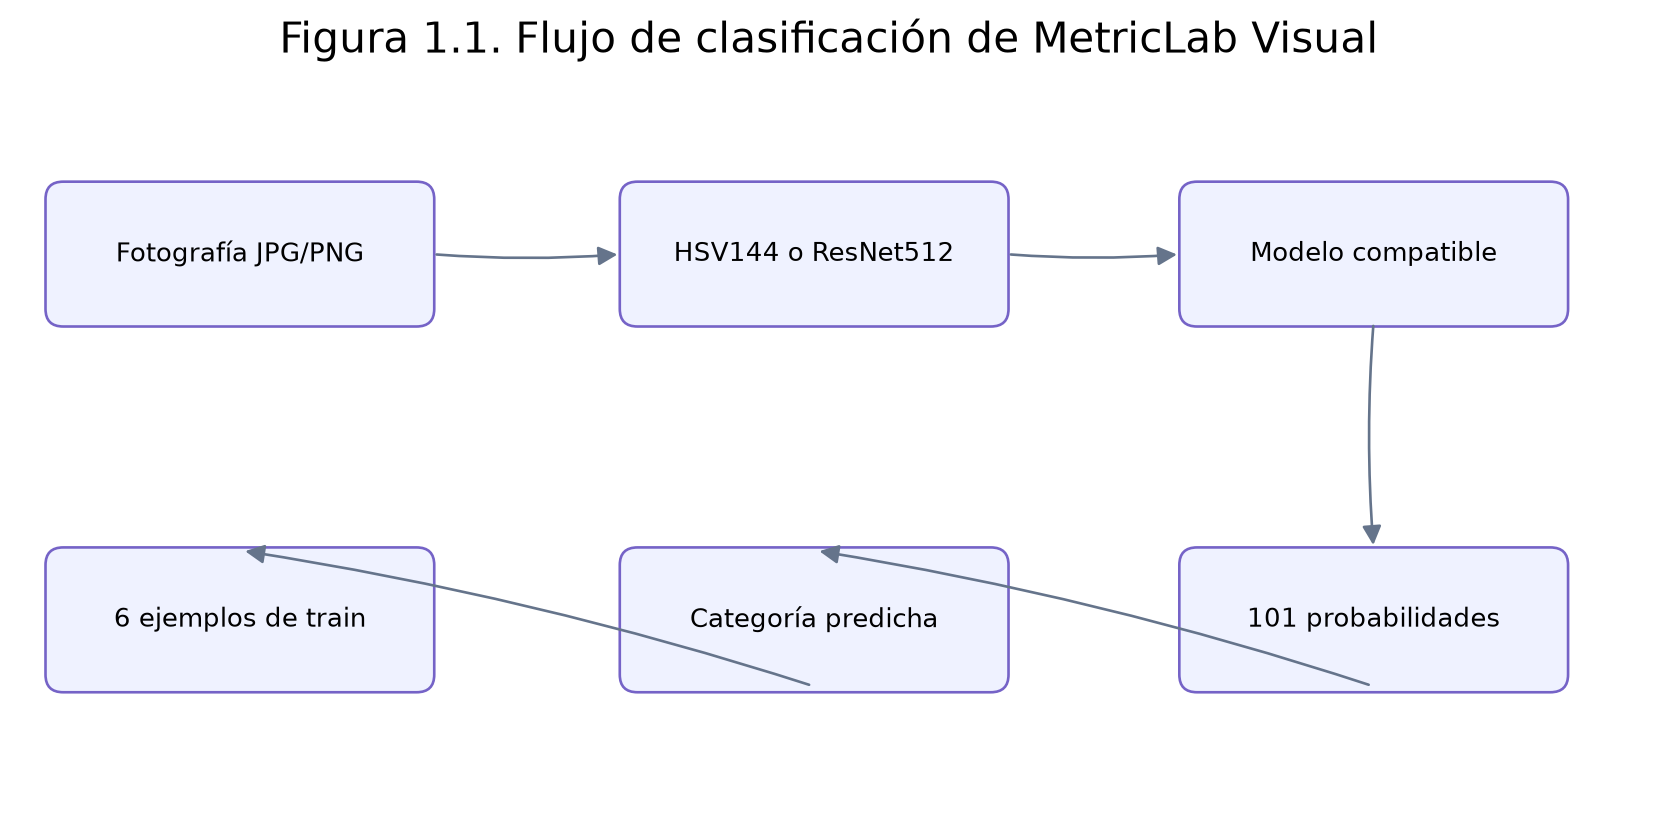 Figura 1.1. Flujo de clasificación de MetricLab Visual
Fotografía JPG/PNG
HSV144 o ResNet512
Modelo compatible
6 ejemplos de train
Categoría predicha
101 probabilidades